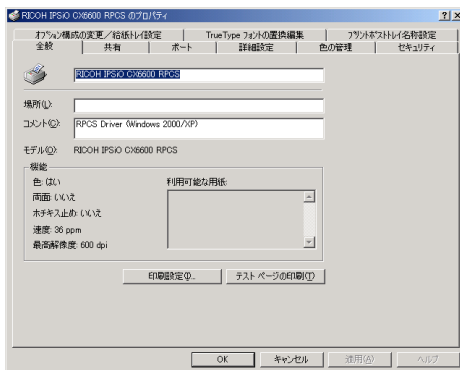 RICOH IPSiO CX6600 RPCS のプロパティ
オプション構成の変更/給紙トレイ設定 TrueType フォントの置換編集 プリントポストトレイ名称設定
全般 共有 ポート 詳細設定 色の管理 セキュリティ
RICOH IPSiO CX6600 RPCS
場所(L):
コメント(C): RPCS Driver (Windows 2000/XP)
モデル(O): RICOH IPSiO CX6600 RPCS
機能
色: はい 利用可能な用紙:
両面: いいえ
ホチキス止め: いいえ
速度: 36 ppm
最高解像度: 600 dpi
印刷設定(I)... テスト ページの印刷(T)
OK キャンセル 適用(A) ヘルプ